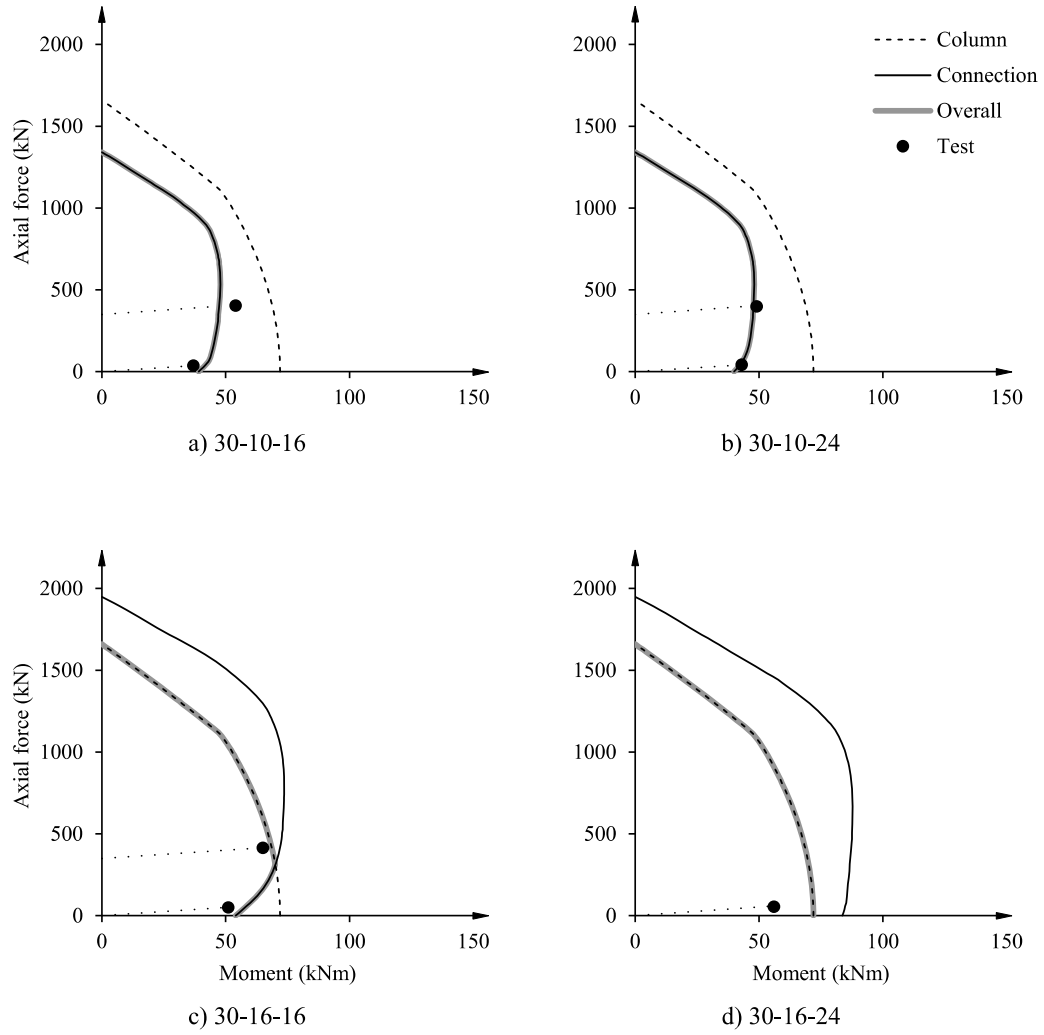 2000
1500
1000
500
0
Axial force (kN)
0 50 100 150
a) 30-10-16
2000
1500
1000
500
0
0 50 100 150
b) 30-10-24
Column
Connection
Overall
Test
2000
1500
1000
500
0
Axial force (kN)
0 50 100 150
Moment (kNm)
c) 30-16-16
2000
1500
1000
500
0
0 50 100 150
Moment (kNm)
d) 30-16-24